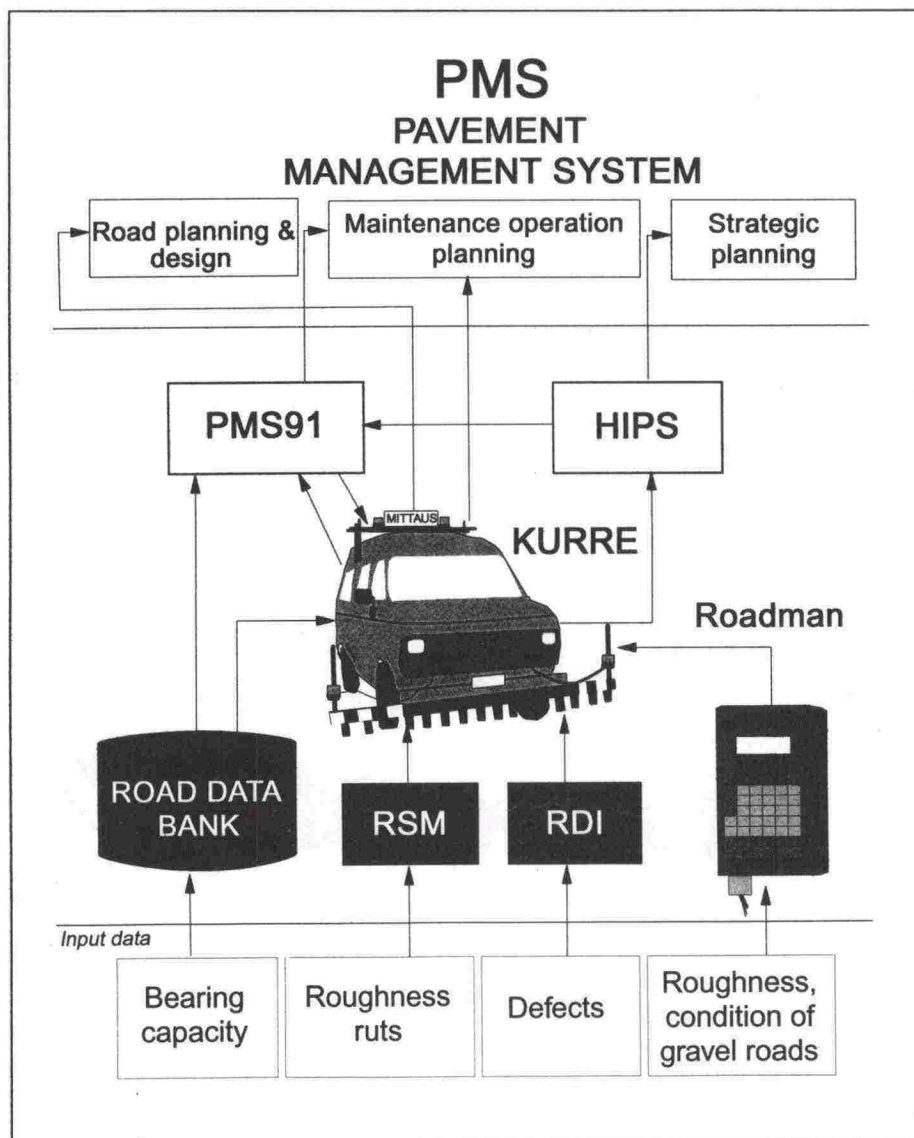 PMS
PAVEMENT
MANAGEMENT SYSTEM
Road planning &
design
Maintenance operation
planning
Strategic
planning
PMS91
HIPS
MITTAUS
KURRE
Roadman
ROAD DATA
BANK
RSM
RDI
Input data
Bearing
capacity
Roughness
ruts
Defects
Roughness,
condition of
gravel roads